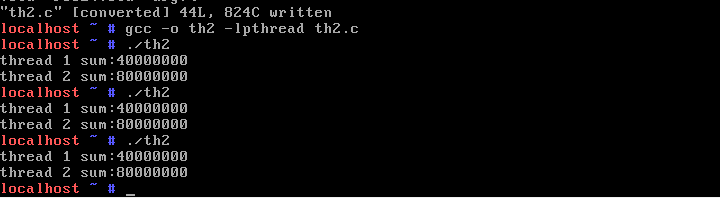 "th2.c" [converted] 44L, 824C written
localhost ~ # gcc -o th2 -lpthread th2.c
localhost ~ # ./th2
thread 1 sum:40000000
thread 2 sum:80000000
localhost ~ # ./th2
thread 1 sum:40000000
thread 2 sum:80000000
localhost ~ # ./th2
thread 1 sum:40000000
thread 2 sum:80000000
localhost ~ # _